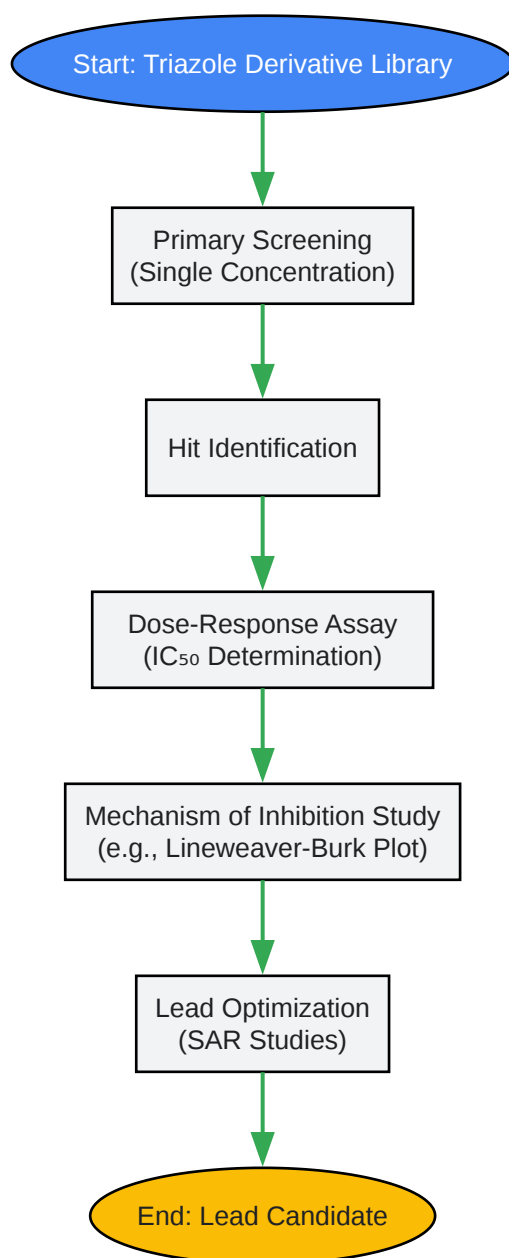 Start: Triazole Derivative Library
Primary Screening
(Single Concentration)
Hit Identification
Dose-Response Assay
(IC₅₀ Determination)
Mechanism of Inhibition Study
(e.g., Lineweaver-Burk Plot)
Lead Optimization
(SAR Studies)
End: Lead Candidate